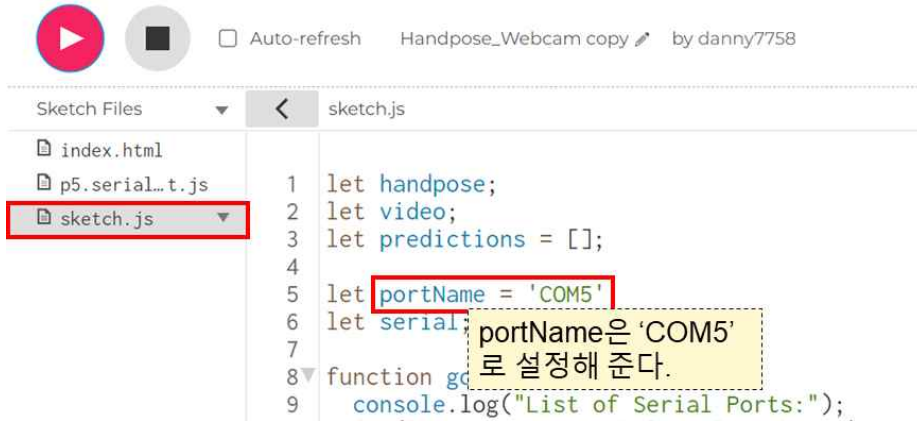 Auto-refresh Handpose_Webcam copy by danny7758
Sketch Files sketch.js
index.html
p5.serial…t.js
sketch.js
1 let handpose;
2 let video;
3 let predictions = [];
4
5 let portName = 'COM5'
6 let serial;
7
8 function
9 console.log("List of Serial Ports:");
portName은 ‘COM5’
로 설정해 준다.